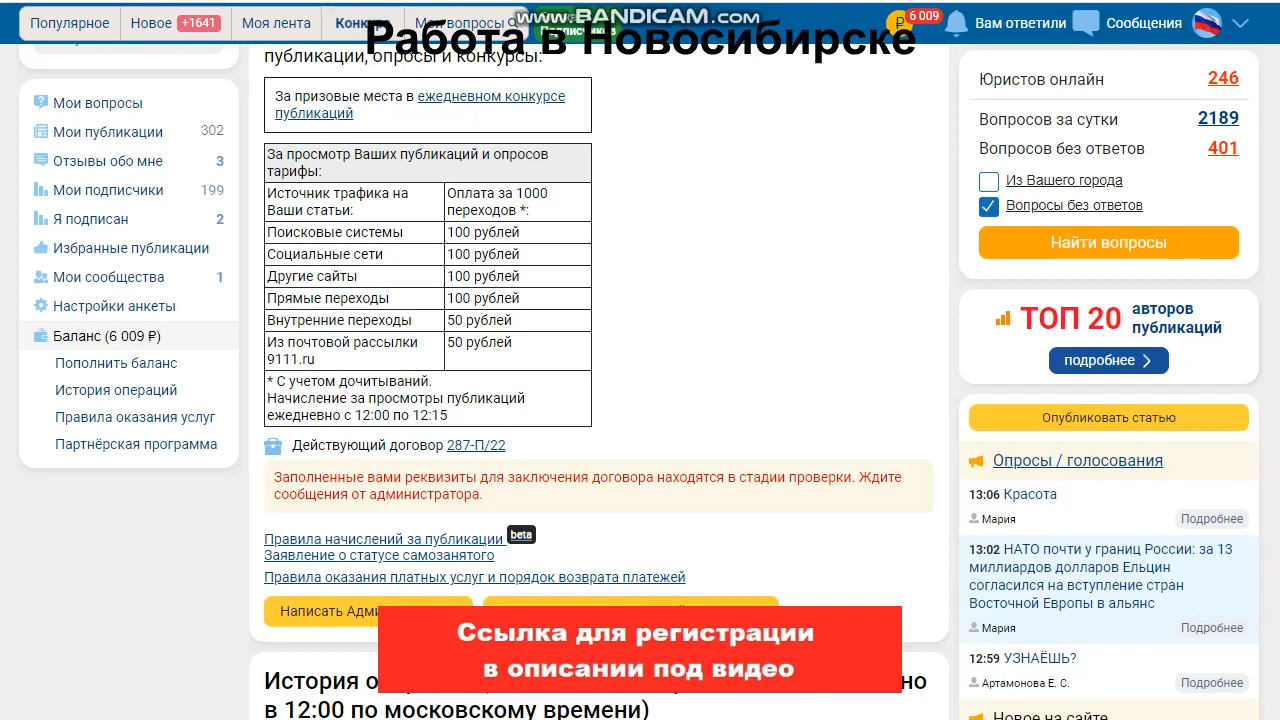 Популярное
Новое +1641
Моя лента
Мои вопросы
www.BANDICAM.com
6 009
Вам ответили
Сообщения
Работа в Новосибирске
Мои вопросы
Мои публикации 302
Отзывы обо мне 3
Мои подписчики 199
Я подписан 2
Избранные публикации
Мои сообщества 1
Настройки анкеты
Баланс (6 009 ₽)
Пополнить баланс
История операций
Правила оказания услуг
Партнёрская программа
публикации, опросы и конкурсы:
За призовые места в ежедневном конкурсе
публикаций
За просмотр Ваших публикаций и опросов
тарифы:
Источник трафика на Оплата за 1000
Ваши статьи: переходов *:
Поисковые системы 100 рублей
Социальные сети 100 рублей
Другие сайты 100 рублей
Прямые переходы 100 рублей
Внутренние переходы 50 рублей
Из почтовой рассылки 50 рублей
9111.ru
* С учетом дочитываний.
Начисление за просмотры публикаций
ежедневно с 12:00 по 12:15
Действующий договор 287-П/22
Заполненные вами реквизиты для заключения договора находятся в стадии проверки. Ждите
сообщения от администратора.
Правила начислений за публикации beta
Заявление о статусе самозанятого
Правила оказания платных услуг и порядок возврата платежей
Написать
Ссылка для регистрации
в описании под видео
История
в 12:00 по московскому времени)
Юристов онлайн 246
Вопросов за сутки 2189
Вопросов без ответов 401
Из Вашего города
Вопросы без ответов
Найти вопросы
ТОП 20 авторов
публикаций
подробнее
Опубликовать статью
Опросы / голосования
13:06 Красота
Мария Подробнее
13:02 НАТО почти у границ России: за 13
миллиардов долларов Ельцин
согласился на вступление стран
Восточной Европы в альянс
Мария Подробнее
12:59 УЗНАЁШЬ?
Артамонова Е. С. Подробнее
Новое на сайте